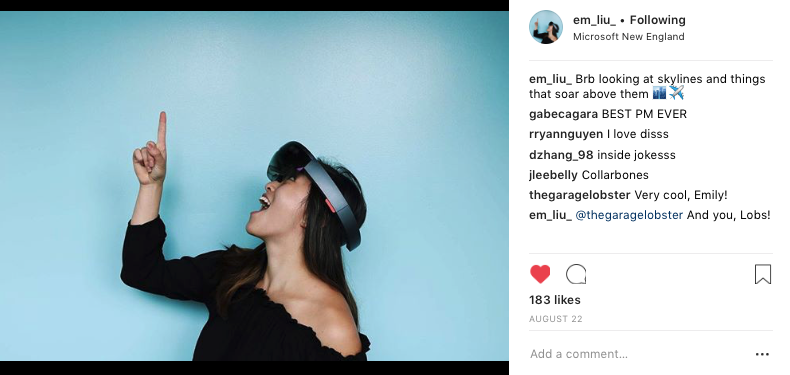 em_liu_ • Following
Microsoft New England
em_liu_ Brb looking at skylines and things
that soar above them 🏙️✈️
gabecagara BEST PM EVER
rryannguyen I love disss
dzhang_98 inside jokesss
jleebelly Collarbones
thegaragelobster Very cool, Emily!
em_liu_ @thegaragelobster And you, Lobs!
183 likes
AUGUST 22
Add a comment...